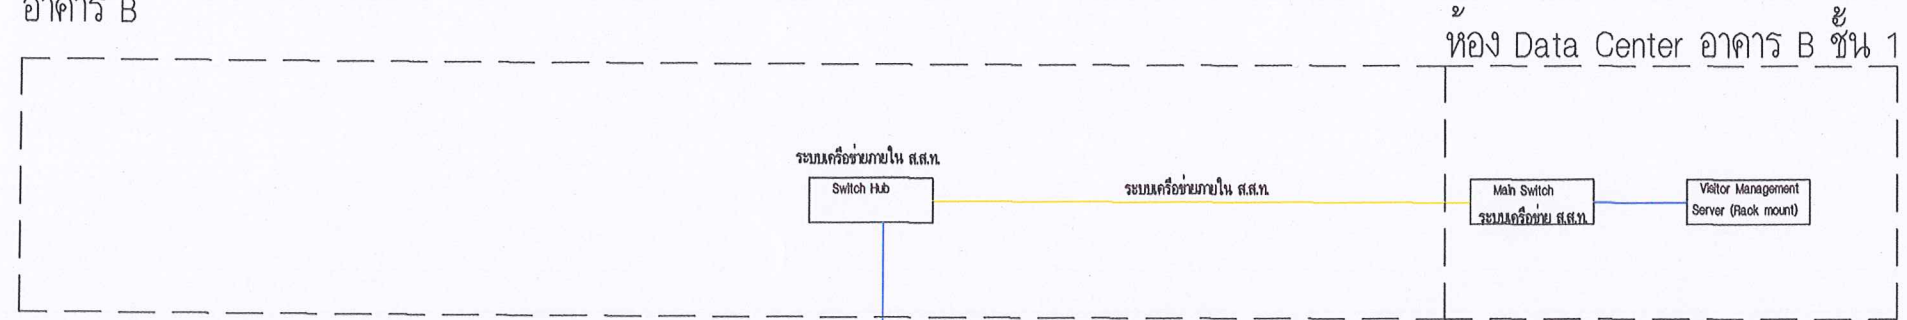 อาคาร B
ห้อง Data Center อาคาร B ชั้น 1
ระบบเครือข่ายภายใน ส.ส.ท.
Switch Hub
ระบบเครือข่ายภายใน ส.ส.ท.
Main Switch
ระบบเครือข่าย ส.ส.ท.
Visitor Management
Server (Rack mount)